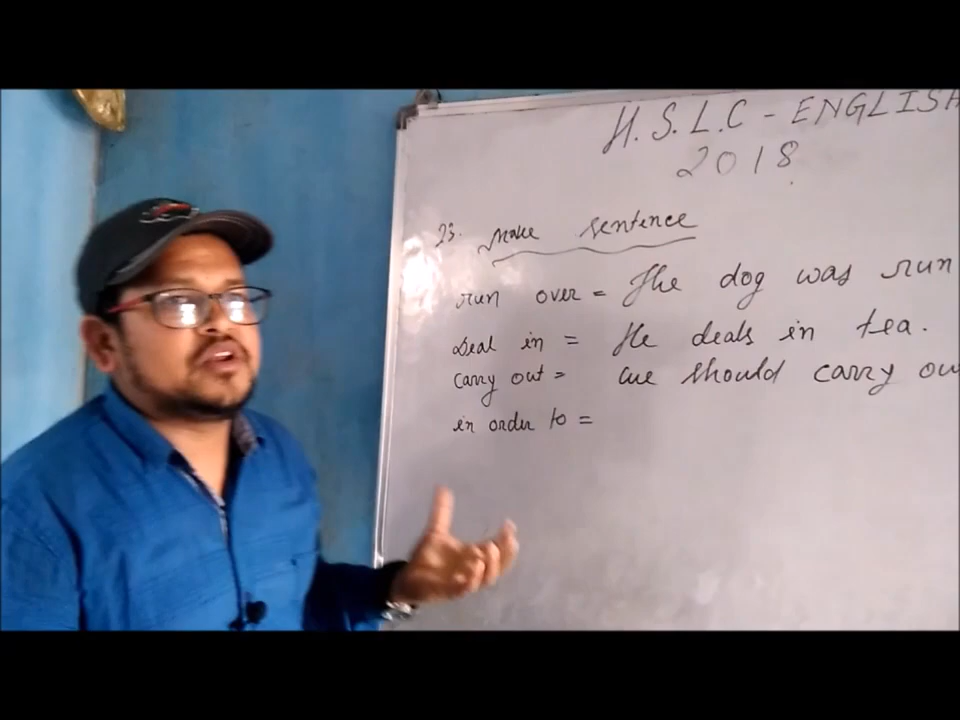 H.S.L.C - ENGLISH
2018
23. Make sentence
run over = The dog was run
Deal in = He deals in tea.
carry out = we should carry ou
in order to =